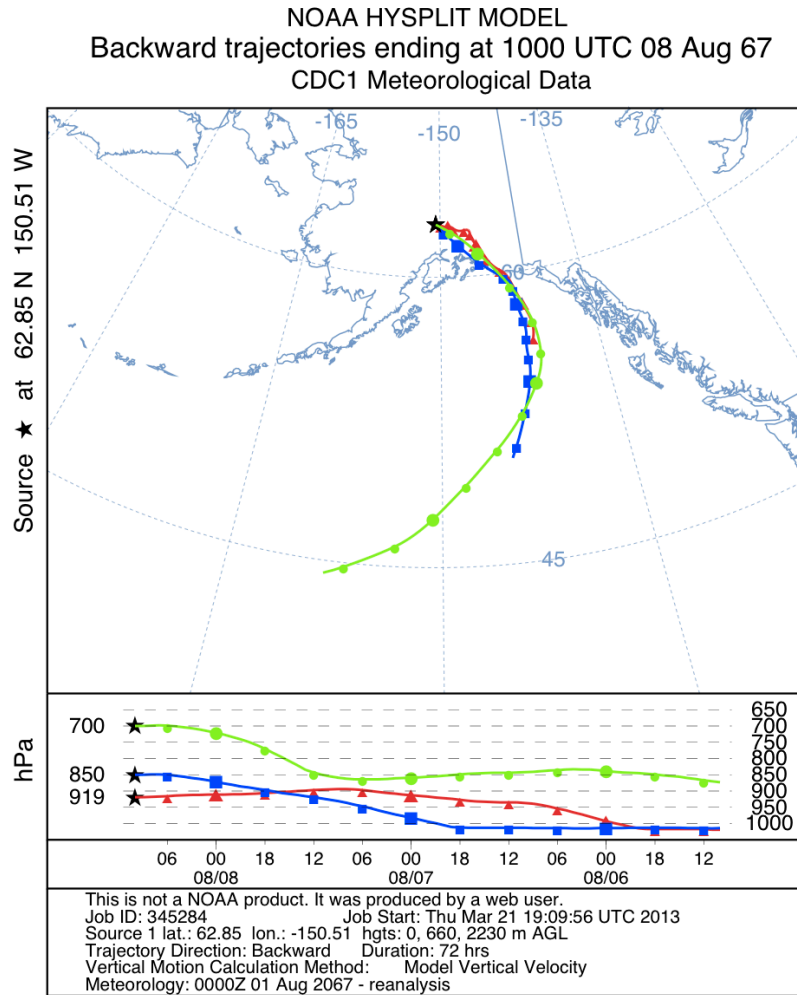 NOAA HYSPLIT MODEL
Backward trajectories ending at 1000 UTC 08 Aug 67
CDC1 Meteorological Data
-165
-150
-135
60
45
Source ★ at 62.85 N 150.51 W
hPa
700
850
919
650
700
750
800
850
900
950
1000
06 00 18 12 06 00 18 12 06 00 18 12
08/08 08/07 08/06
This is not a NOAA product. It was produced by a web user.
Job ID: 345284 Job Start: Thu Mar 21 19:09:56 UTC 2013
Source 1 lat.: 62.85 lon.: -150.51 hgts: 0, 660, 2230 m AGL
Trajectory Direction: Backward Duration: 72 hrs
Vertical Motion Calculation Method: Model Vertical Velocity
Meteorology: 0000Z 01 Aug 2067 - reanalysis